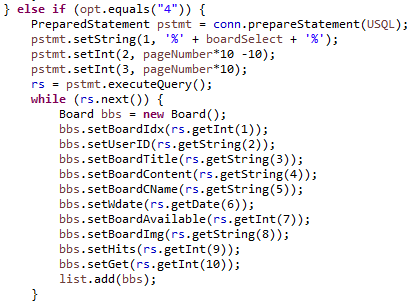 } else if (opt.equals("4")) {
PreparedStatement pstmt = conn.prepareStatement(USQL);
pstmt.setString(1, '%' + boardSelect + '%');
pstmt.setInt(2, pageNumber*10 -10);
pstmt.setInt(3, pageNumber*10);
rs = pstmt.executeQuery();
while (rs.next()) {
Board bbs = new Board();
bbs.setBoardIdx(rs.getInt(1));
bbs.setUserID(rs.getString(2));
bbs.setBoardTitle(rs.getString(3));
bbs.setBoardContent(rs.getString(4));
bbs.setBoardCName(rs.getString(5));
bbs.setWdate(rs.getDate(6));
bbs.setBoardAvailable(rs.getInt(7));
bbs.setBoardImg(rs.getString(8));
bbs.setHits(rs.getInt(9));
bbs.setGet(rs.getInt(10));
list.add(bbs);
}